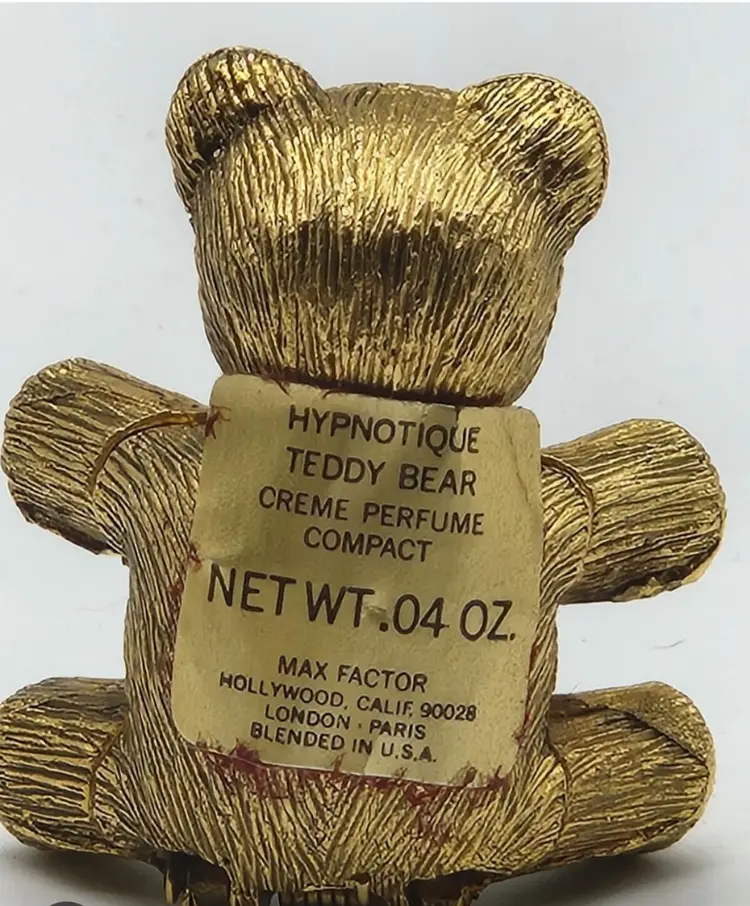 HYPNOTIQUE
TEDDY BEAR
CREME PERFUME
COMPACT
NET WT. .04 OZ.
MAX FACTOR
HOLLYWOOD, CALIF. 90028
LONDON · PARIS
BLENDED IN U.S.A.